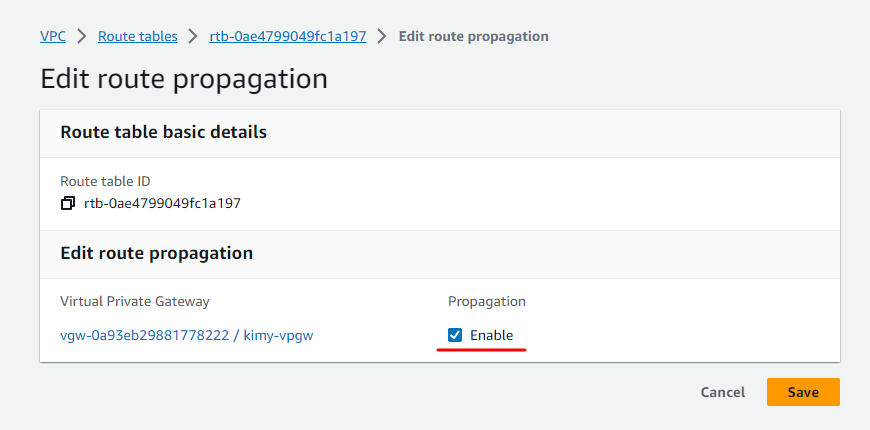 VPC > Route tables > rtb-0ae4799049fc1a197 > Edit route propagation
Edit route propagation
Route table basic details
Route table ID
rtb-0ae4799049fc1a197
Edit route propagation
Virtual Private Gateway Propagation
vgw-0a93eb29881778222 / kimy-vpgw Enable
Cancel Save